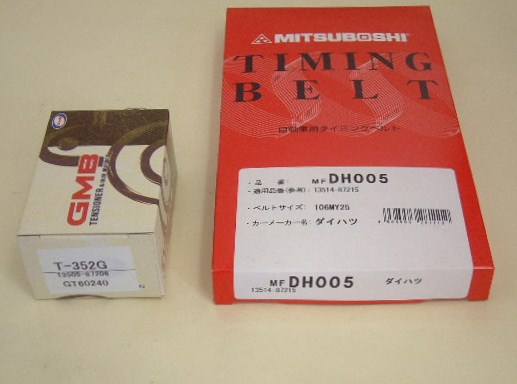 GMB
TENSIONER &
T-352G
13505-87208
GT60240
MITSUBOSHI
TIMING
BELT
自動車用タイミングベルト
・品 番: MF DH005
・適用品番(参考): 13514-87215
・ベルトサイズ: 106MY25
・カーメーカー名: ダイハツ
MF DH005 ダイハツ
13514-87215